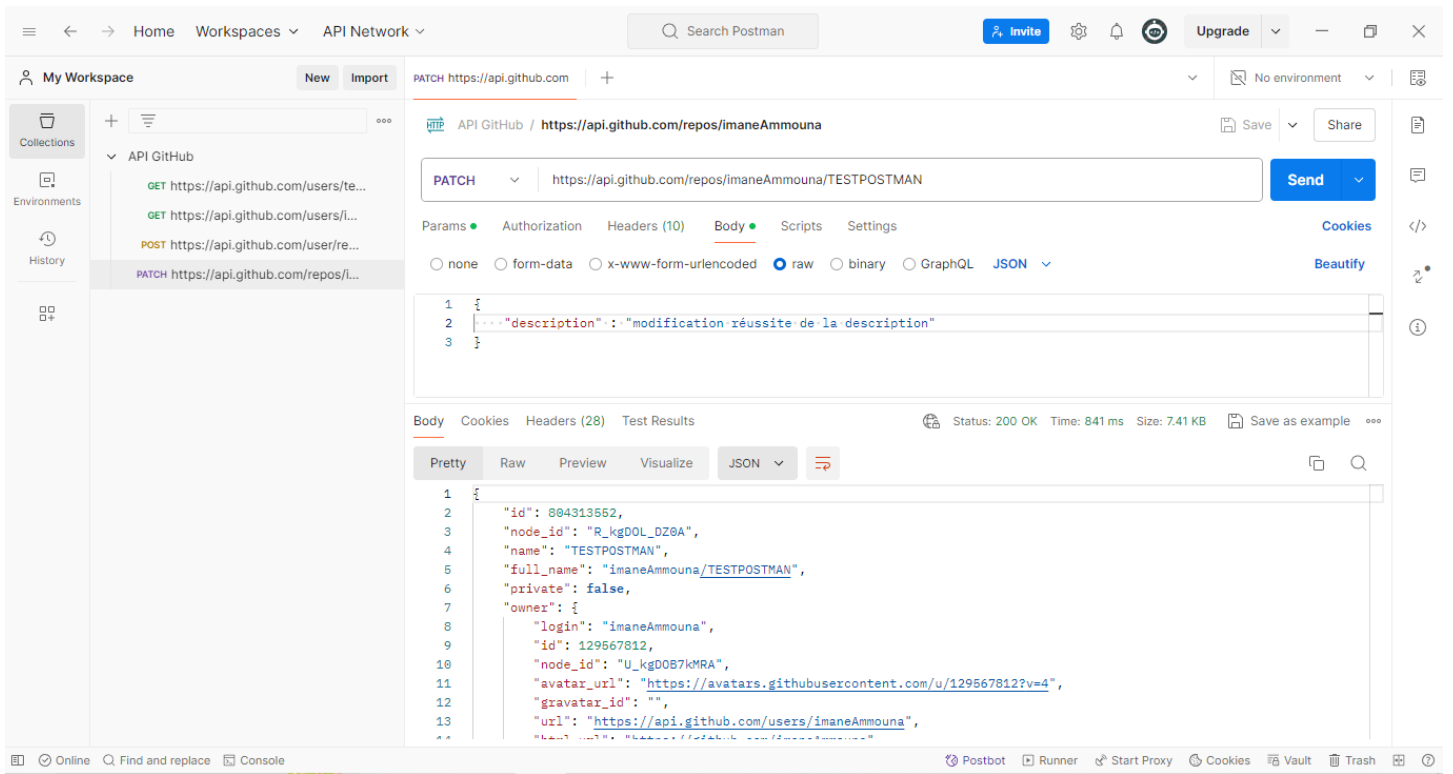 Home Workspaces API Network Search Postman Invite Upgrade
My Workspace New Import PATCH https://api.github.com No environment
Collections
Environments
History
API GitHub
GET https://api.github.com/users/te...
GET https://api.github.com/users/i...
POST https://api.github.com/user/re...
PATCH https://api.github.com/repos/i...
HTTP API GitHub / https://api.github.com/repos/imaneAmmouna Save Share
PATCH https://api.github.com/repos/imaneAmmouna/TESTPOSTMAN Send
Params Authorization Headers (10) Body Scripts Settings Cookies
none form-data x-www-form-urlencoded raw binary GraphQL JSON Beautify
1 {
2 ····"description"·:·"modification·réussite·de·la·description"
3 }
Body Cookies Headers (28) Test Results Status: 200 OK Time: 841 ms Size: 7.41 KB Save as example
Pretty Raw Preview Visualize JSON
1 {
2 "id": 804313552,
3 "node_id": "R_kgDOL_DZ0A",
4 "name": "TESTPOSTMAN",
5 "full_name": "imaneAmmouna/TESTPOSTMAN",
6 "private": false,
7 "owner": {
8 "login": "imaneAmmouna",
9 "id": 129567812,
10 "node_id": "U_kgDOB7kMRA",
11 "avatar_url": "https://avatars.githubusercontent.com/u/129567812?v=4",
12 "gravatar_id": "",
13 "url": "https://api.github.com/users/imaneAmmouna",
Online Find and replace Console Postbot Runner Start Proxy Cookies Vault Trash